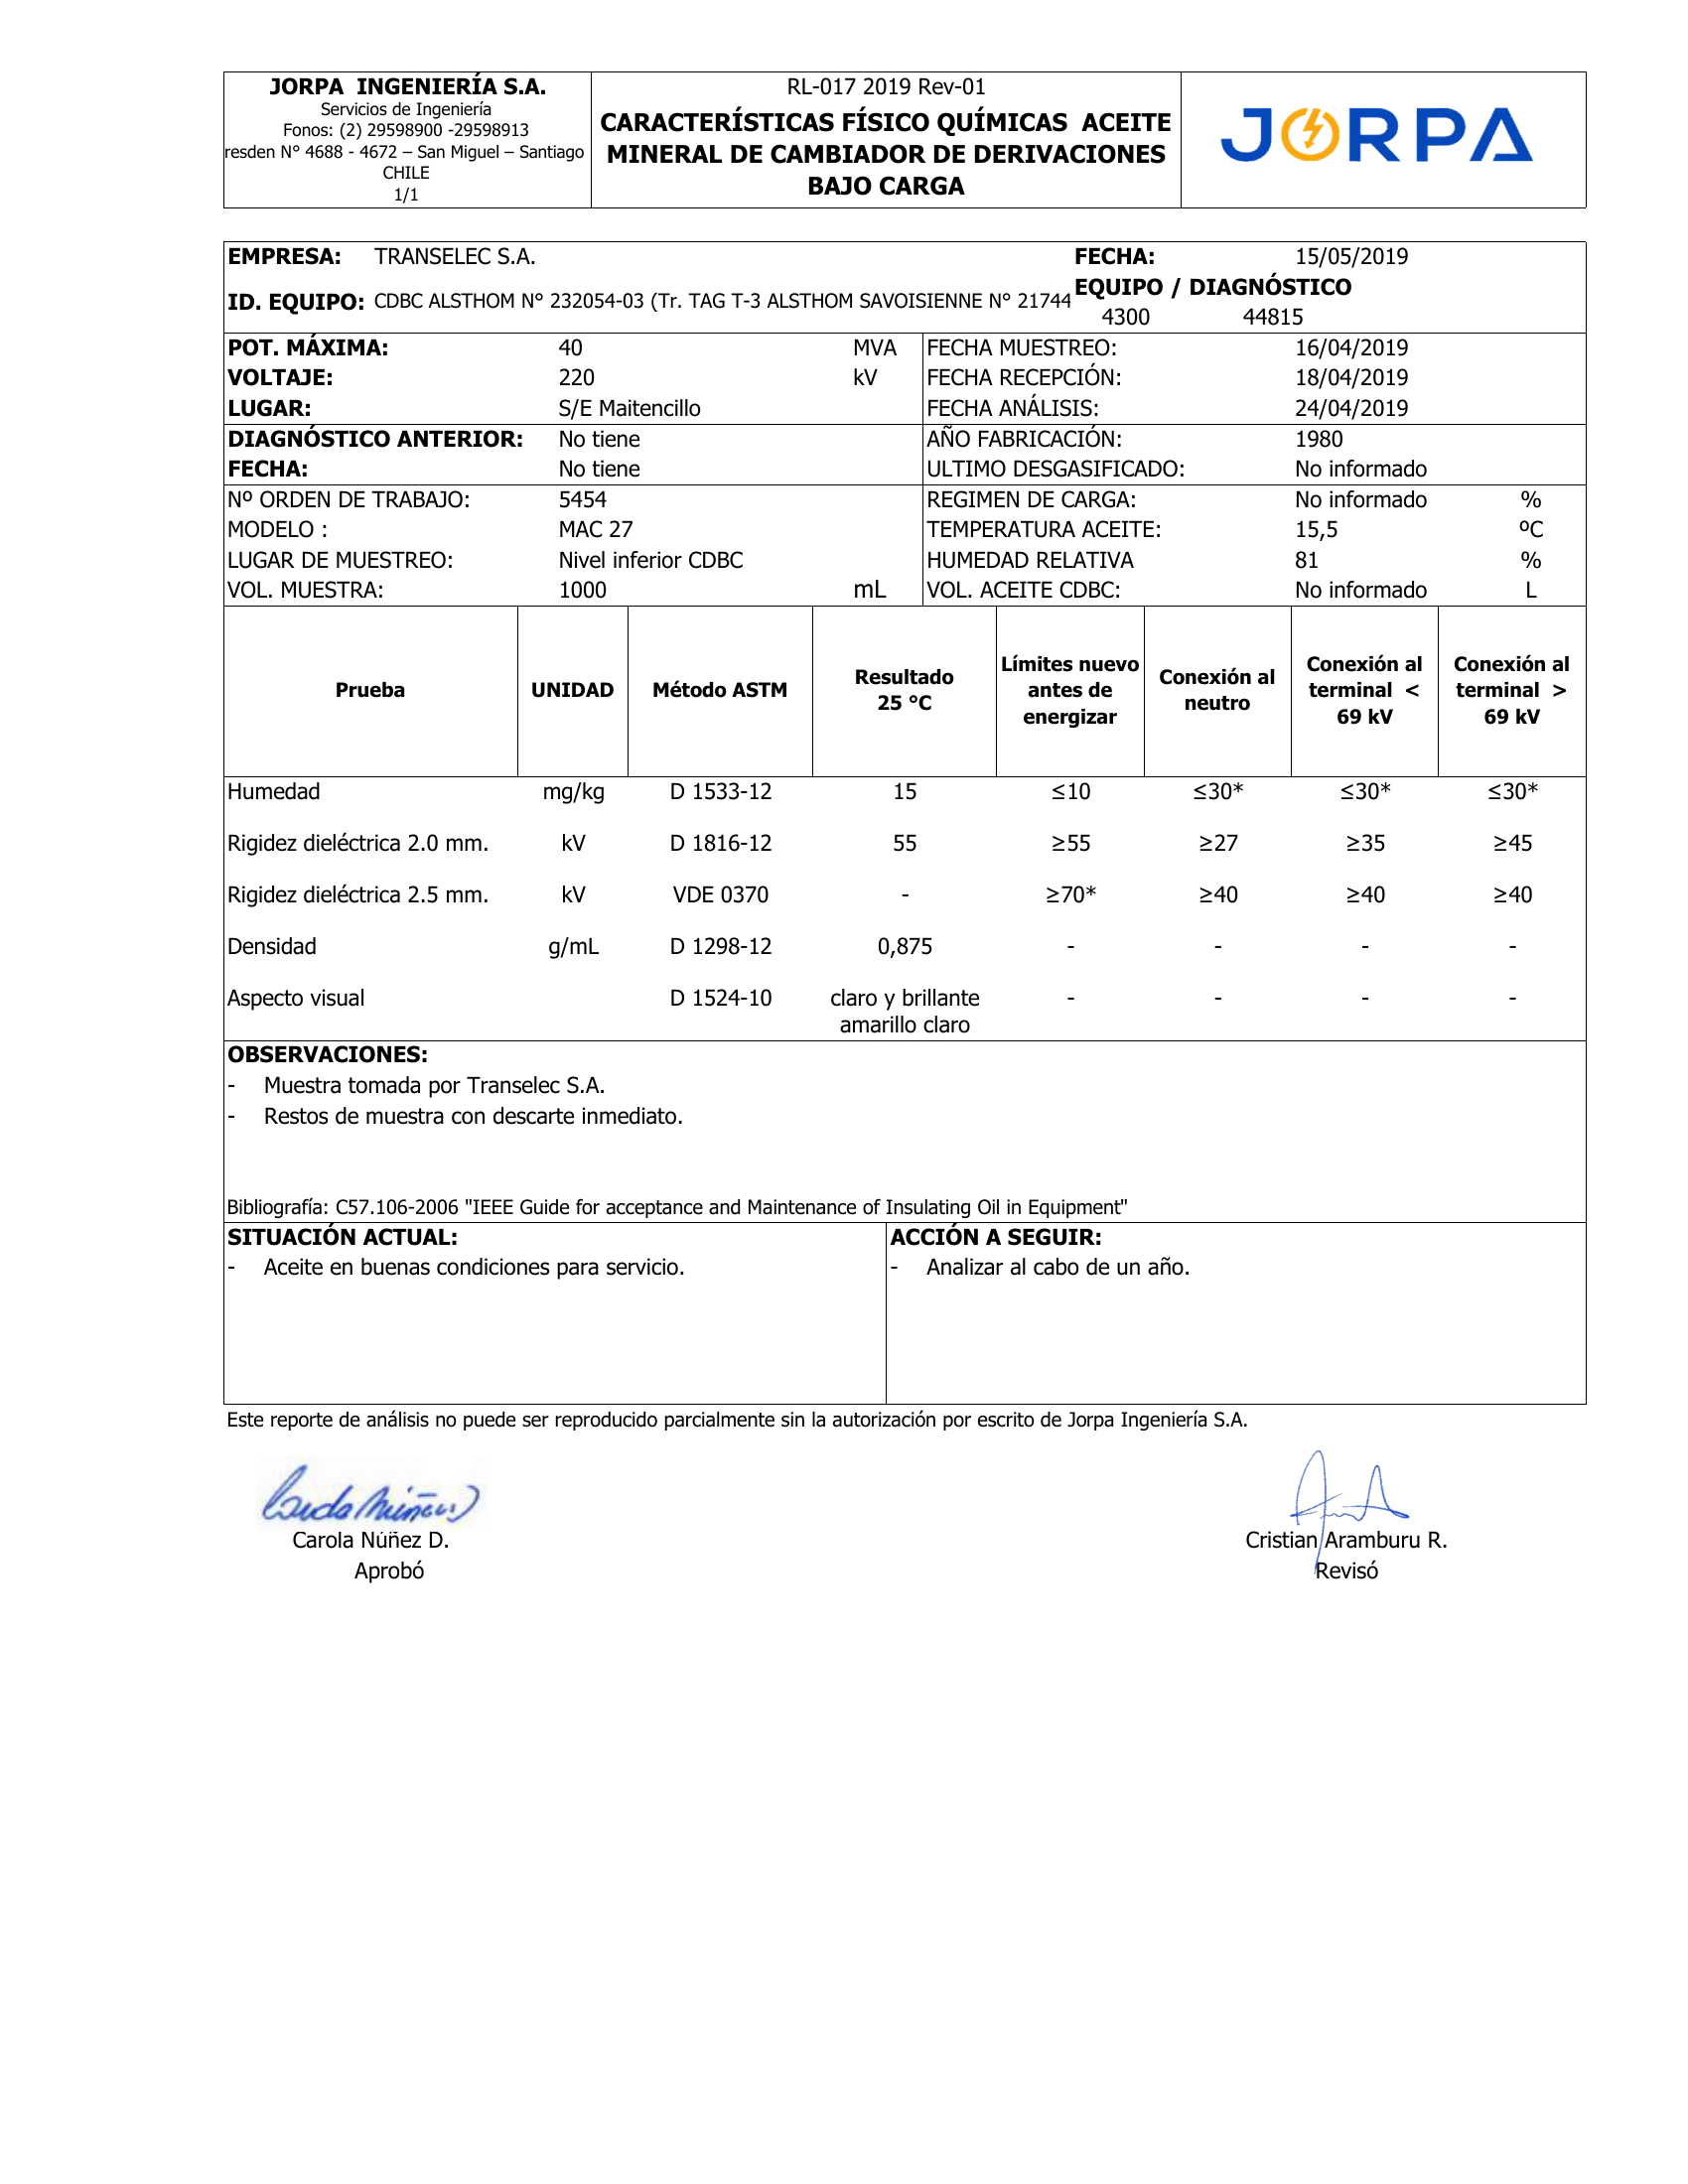 JORPA INGENIERÍA S.A.
Servicios de Ingeniería
Fonos: (2) 29598900 -29598913
resden N° 4688 - 4672 – San Miguel – Santiago
CHILE
1/1
RL-017 2019 Rev-01
CARACTERÍSTICAS FÍSICO QUÍMICAS ACEITE
MINERAL DE CAMBIADOR DE DERIVACIONES
BAJO CARGA
JORPA
EMPRESA: TRANSELEC S.A. FECHA: 15/05/2019
ID. EQUIPO: CDBC ALSTHOM N° 232054-03 (Tr. TAG T-3 ALSTHOM SAVOISIENNE N° 21744 EQUIPO / DIAGNÓSTICO
4300 44815
POT. MÁXIMA: 40 MVA FECHA MUESTREO: 16/04/2019
VOLTAJE: 220 kV FECHA RECEPCIÓN: 18/04/2019
LUGAR: S/E Maitencillo FECHA ANÁLISIS: 24/04/2019
DIAGNÓSTICO ANTERIOR: No tiene AÑO FABRICACIÓN: 1980
FECHA: No tiene ULTIMO DESGASIFICADO: No informado
Nº ORDEN DE TRABAJO: 5454 REGIMEN DE CARGA: No informado %
MODELO : MAC 27 TEMPERATURA ACEITE: 15,5 ºC
LUGAR DE MUESTREO: Nivel inferior CDBC HUMEDAD RELATIVA 81 %
VOL. MUESTRA: 1000 mL VOL. ACEITE CDBC: No informado L
Prueba UNIDAD Método ASTM Resultado 25 °C Límites nuevo antes de energizar Conexión al neutro Conexión al terminal < 69 kV Conexión al terminal > 69 kV
Humedad mg/kg D 1533-12 15 ≤10 ≤30* ≤30* ≤30*
Rigidez dieléctrica 2.0 mm. kV D 1816-12 55 ≥55 ≥27 ≥35 ≥45
Rigidez dieléctrica 2.5 mm. kV VDE 0370 - ≥70* ≥40 ≥40 ≥40
Densidad g/mL D 1298-12 0,875 - - - -
Aspecto visual D 1524-10 claro y brillante - - - -
amarillo claro
OBSERVACIONES:
- Muestra tomada por Transelec S.A.
- Restos de muestra con descarte inmediato.
Bibliografía: C57.106-2006 "IEEE Guide for acceptance and Maintenance of Insulating Oil in Equipment"
SITUACIÓN ACTUAL: ACCIÓN A SEGUIR:
- Aceite en buenas condiciones para servicio. - Analizar al cabo de un año.
Este reporte de análisis no puede ser reproducido parcialmente sin la autorización por escrito de Jorpa Ingeniería S.A.
Carola Núñez D. Cristian Aramburu R.
Aprobó Revisó